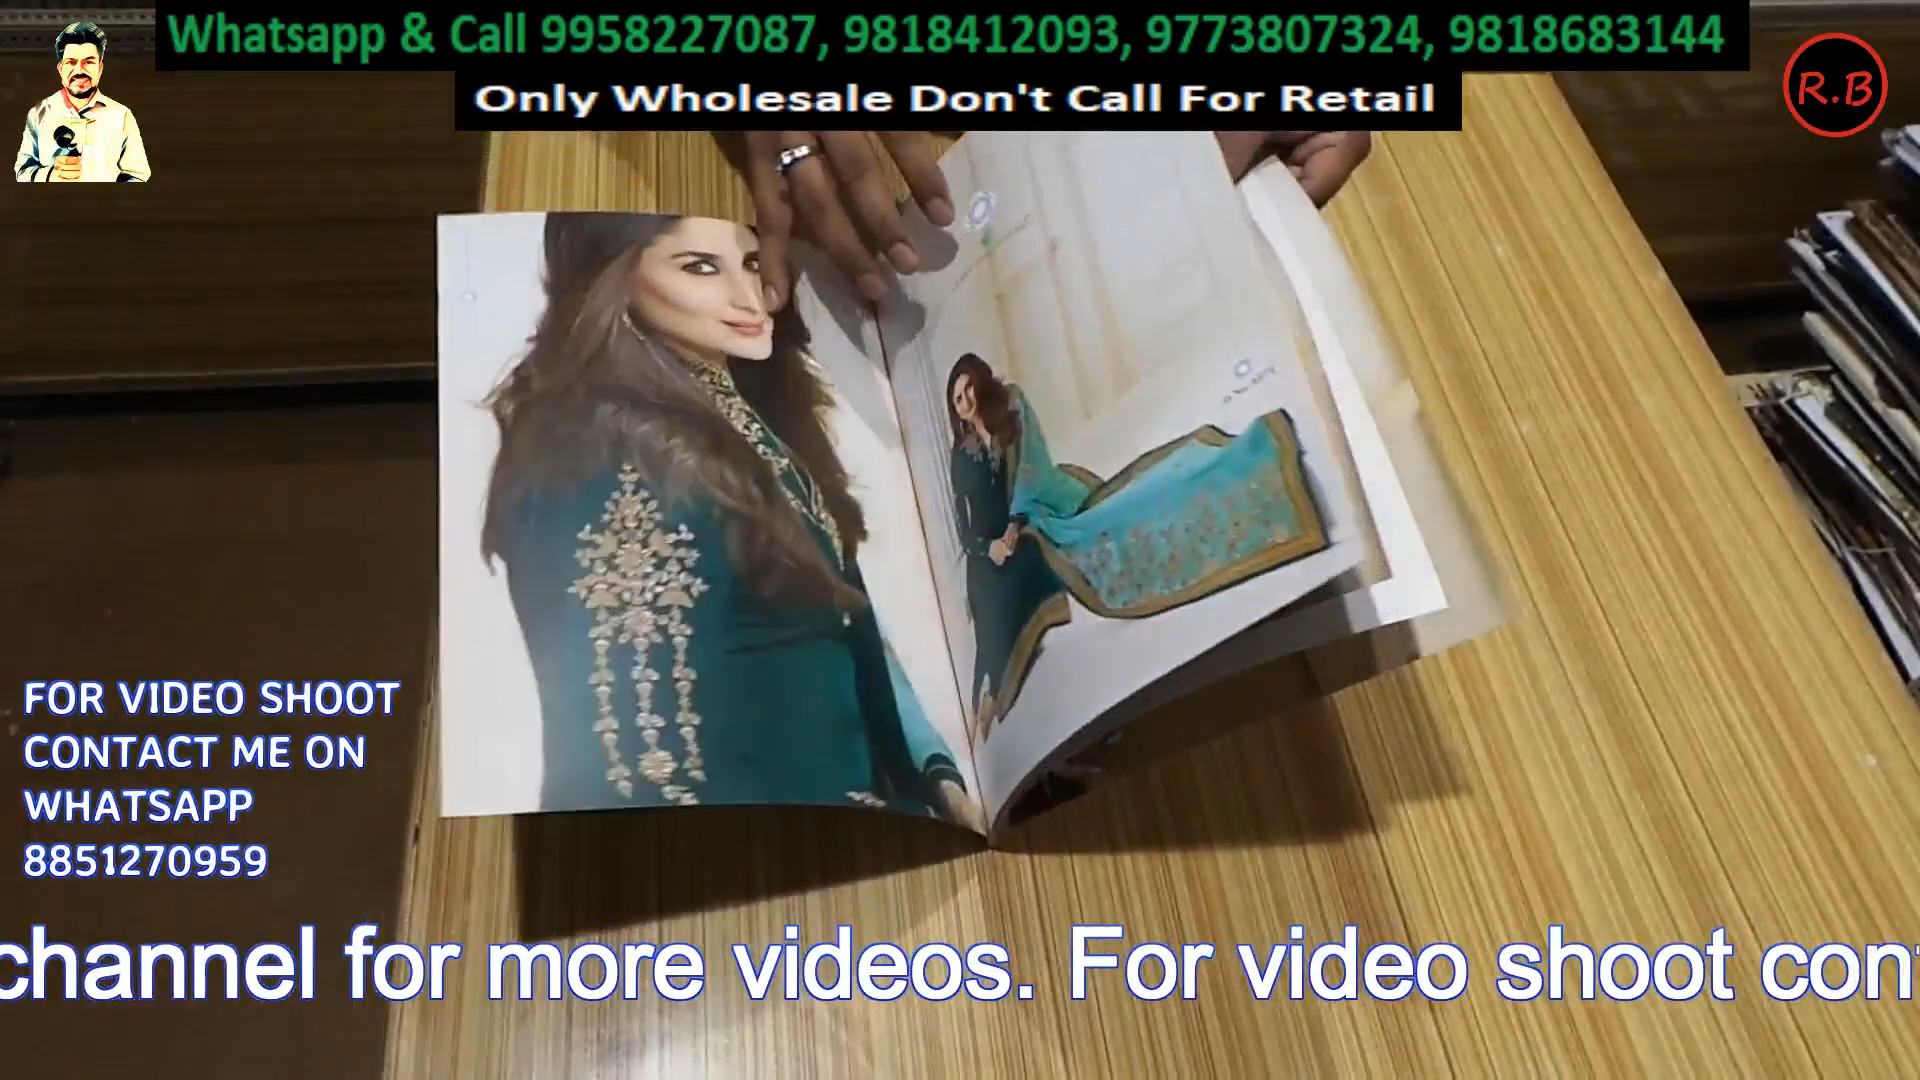 Whatsapp & Call 9958227087, 9818412093, 9773807324, 9818683144
Only Wholesale Don't Call For Retail
R.B
FOR VIDEO SHOOT
CONTACT ME ON
WHATSAPP
8851270959
channel for more videos. For video shoot con